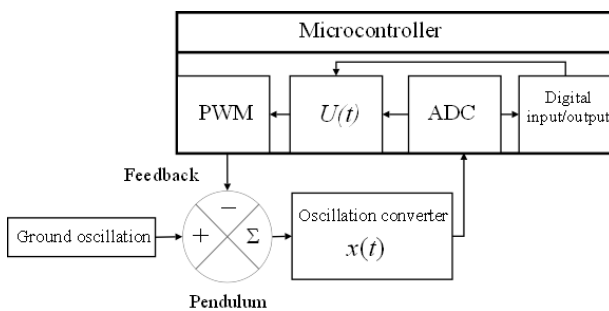 Microcontroller
PWM
U(t)
ADC
Digital
input/output
Feedback
Ground oscillation
−
+
Σ
Pendulum
Oscillation converter
x(t)